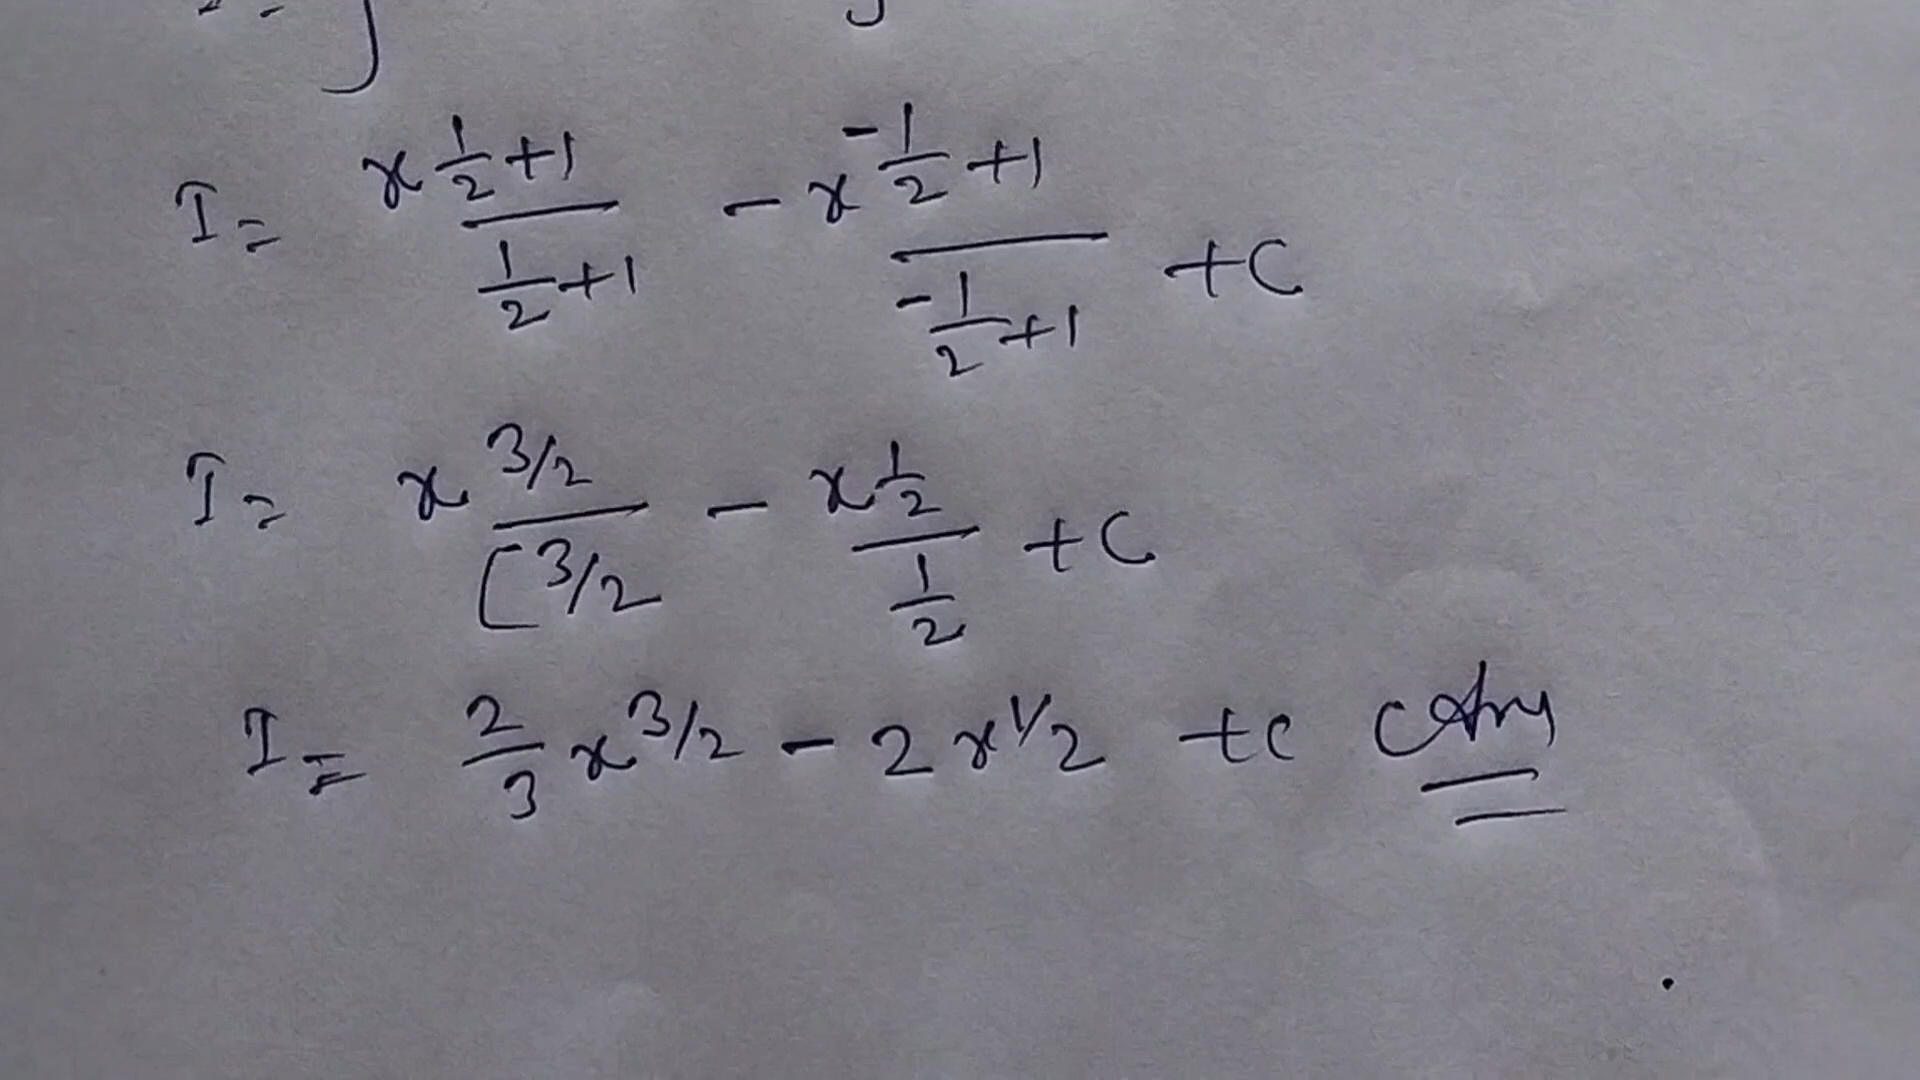 I = x^{1/2+1}/(1/2+1) - x^{-1/2+1}/(-1/2+1) + C
I = x^{3/2}/[3/2 - x^{1/2}/(1/2) + C
I = 2/3 x^{3/2} - 2x^{1/2} + C Ans